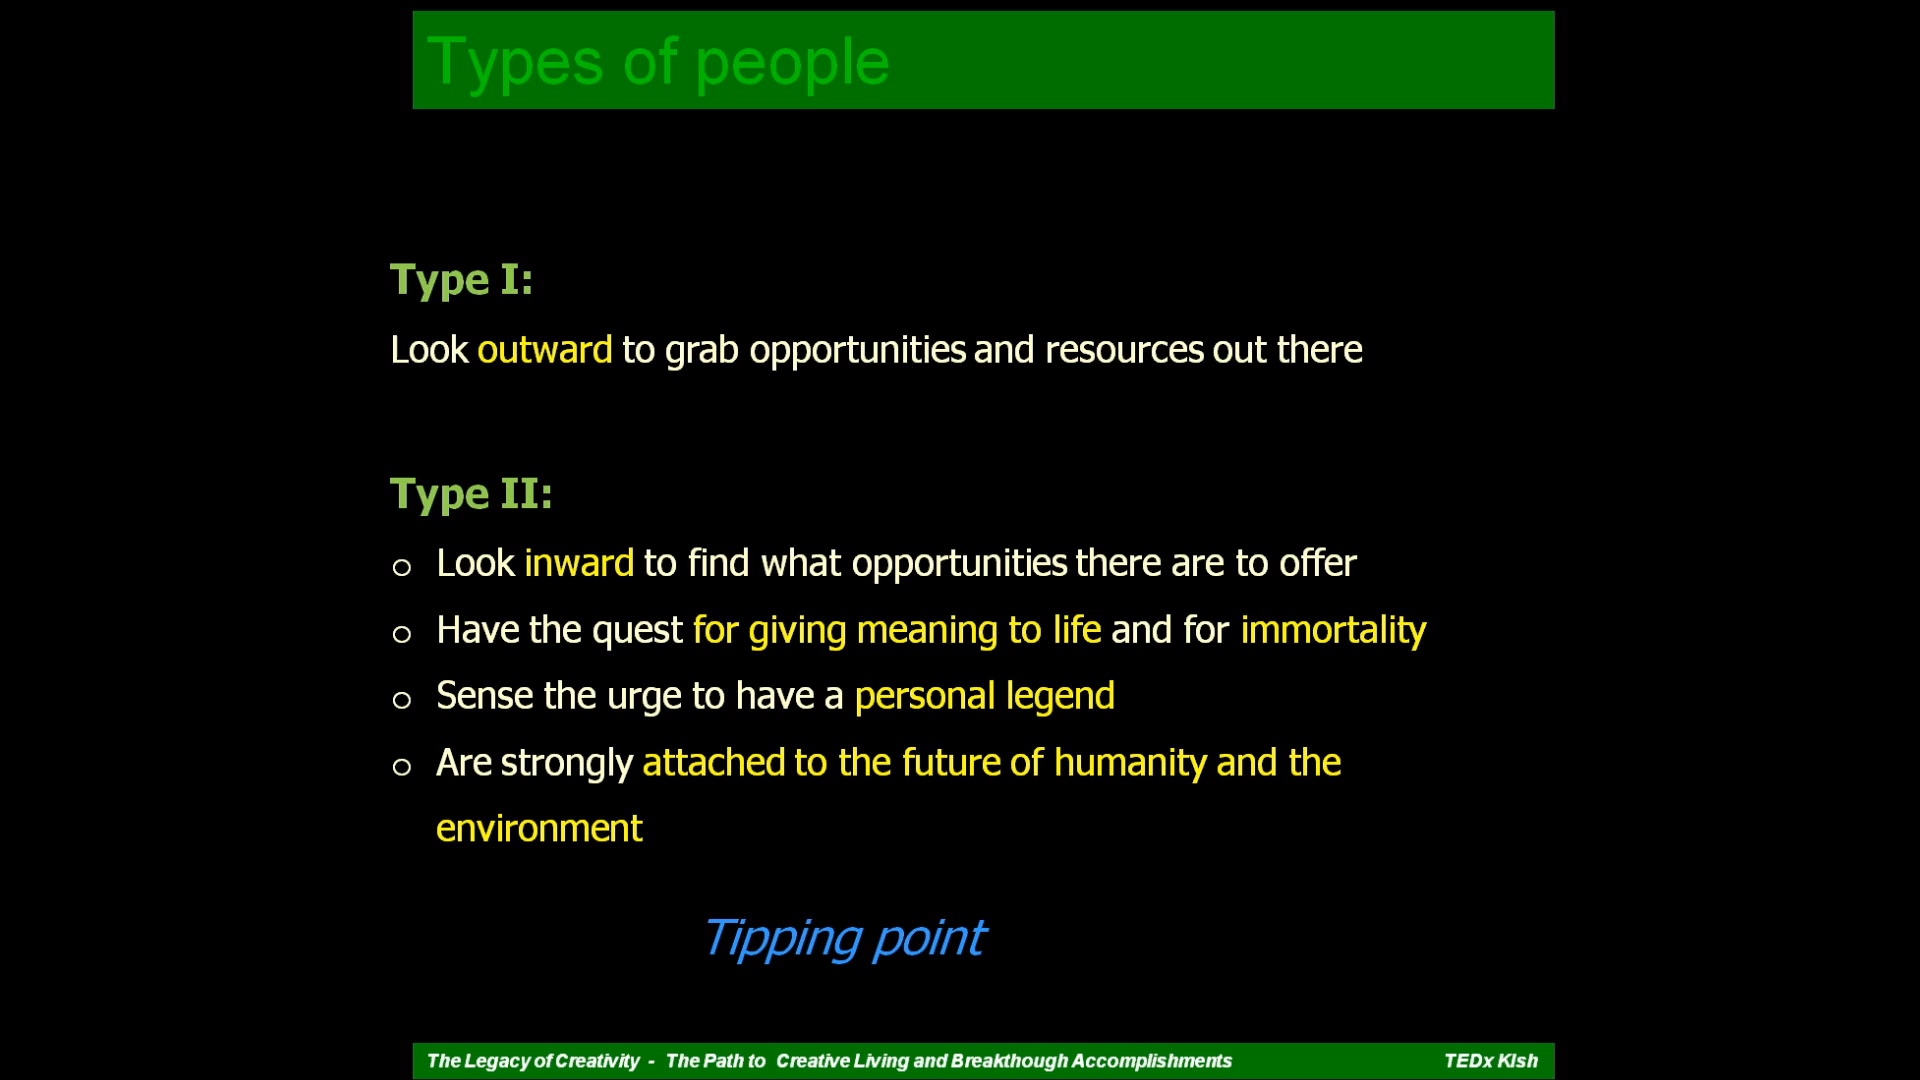 Types of people
Type I:
Look outward to grab opportunities and resources out there
Type II:
o Look inward to find what opportunities there are to offer
o Have the quest for giving meaning to life and for immortality
o Sense the urge to have a personal legend
o Are strongly attached to the future of humanity and the
environment
Tipping point
The Legacy of Creativity - The Path to Creative Living and Breakthough Accomplishments TEDx KIsh